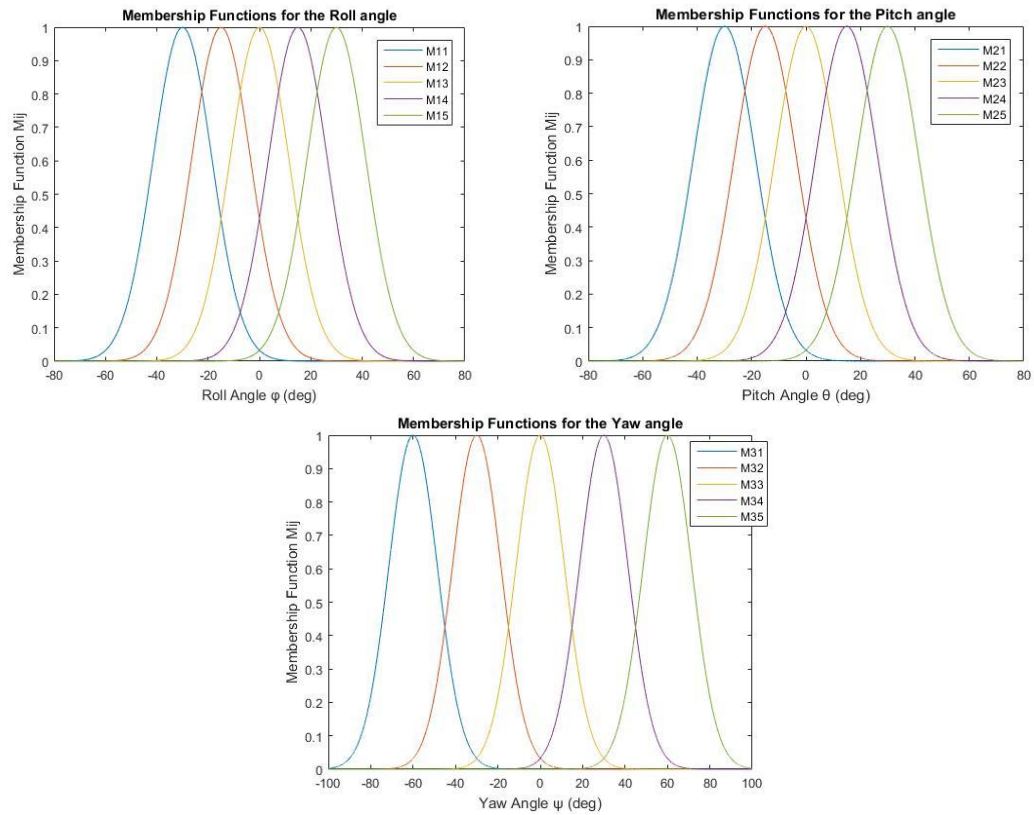 Membership Functions for the Roll angle
Membership Function Mij
1
0.9
0.8
0.7
0.6
0.5
0.4
0.3
0.2
0.1
0
M11
M12
M13
M14
M15
-80 -60 -40 -20 0 20 40 60 80
Roll Angle φ (deg)
Membership Functions for the Pitch angle
Membership Function Mij
1
0.9
0.8
0.7
0.6
0.5
0.4
0.3
0.2
0.1
0
M21
M22
M23
M24
M25
-80 -60 -40 -20 0 20 40 60 80
Pitch Angle θ (deg)
Membership Functions for the Yaw angle
Membership Function Mij
1
0.9
0.8
0.7
0.6
0.5
0.4
0.3
0.2
0.1
0
M31
M32
M33
M34
M35
-100 -80 -60 -40 -20 0 20 40 60 80 100
Yaw Angle ψ (deg)